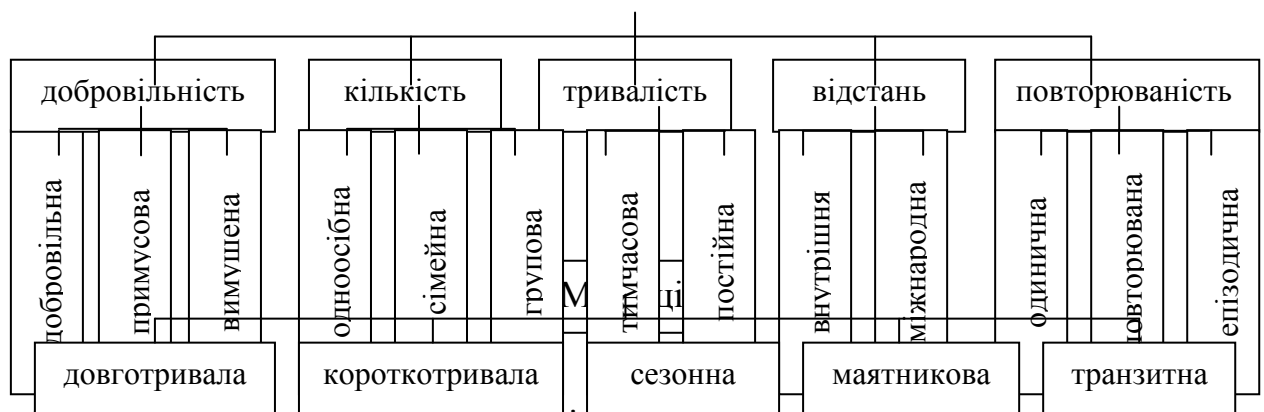 добровільність
кількість
тривалість
відстань
повторюваність
добровільна
примусова
вимушена
одноосібна
сімейна
групова
тимчасова
постійна
внутрішня
міжнародна
одинична
повторювана
епізодична
довготривала
короткотривала
сезонна
маятникова
транзитна